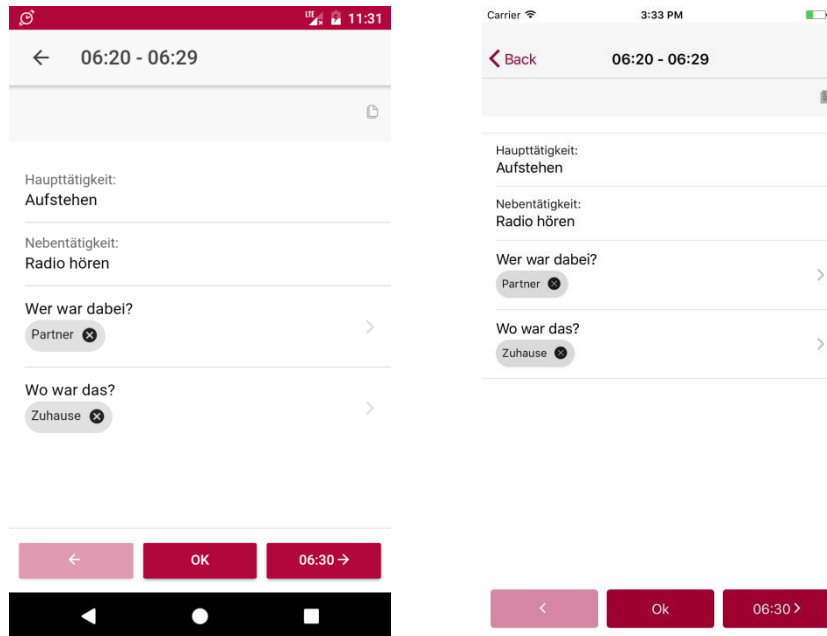 LTE 11:31
06:20 - 06:29
Haupttätigkeit:
Aufstehen
Nebentätigkeit:
Radio hören
Wer war dabei?
Partner
Wo war das?
Zuhause
OK
06:30
Carrier 3:33 PM
Back 06:20 - 06:29
Haupttätigkeit:
Aufstehen
Nebentätigkeit:
Radio hören
Wer war dabei?
Partner
Wo war das?
Zuhause
Ok
06:30